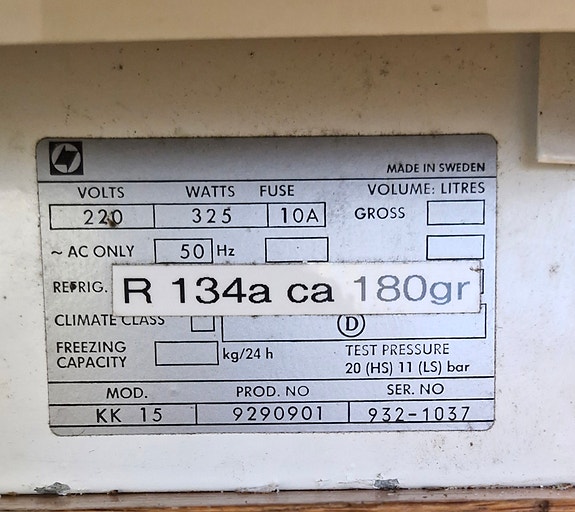 MADE IN SWEDEN
VOLTS WATTS FUSE VOLUME: LITRES
220 325 10A GROSS
~ AC ONLY 50 Hz
REFRIG. R 134a ca 180gr
CLIMATE CLASS D
FREEZING CAPACITY kg/24 h TEST PRESSURE
20 (HS) 11 (LS) bar
MOD. PROD. NO SER. NO
KK 15 9290901 932-1037